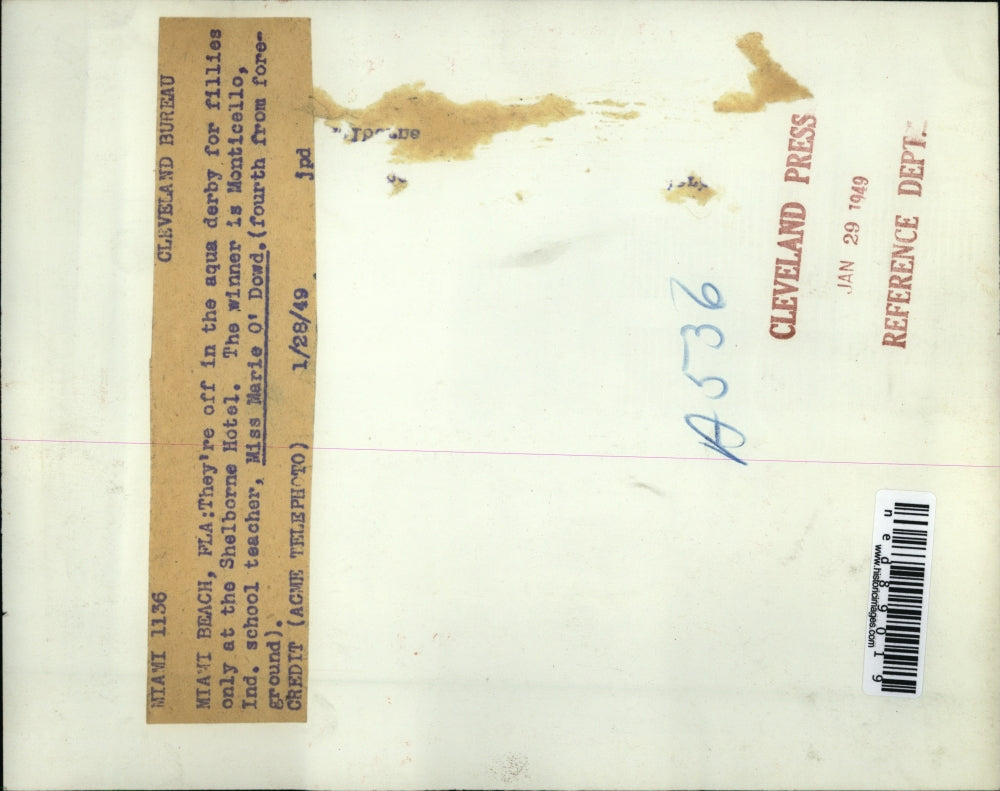 MIAMI 1136 CLEVELAND BUREAU
MIAMI BEACH, FLA:They're off in the aqua derby for fillies
only at the Shelborne Hotel. The winner is Monticello,
Ind. school teacher, Miss Marie O' Dowd.(fourth from fore-
ground).
CREDIT (ACME TELEPHOTO) 1/28/49 jpd
A536
CLEVELAND PRESS
JAN 29 1949
REFERENCE DEPT.
www.historicimages.com
ned89019